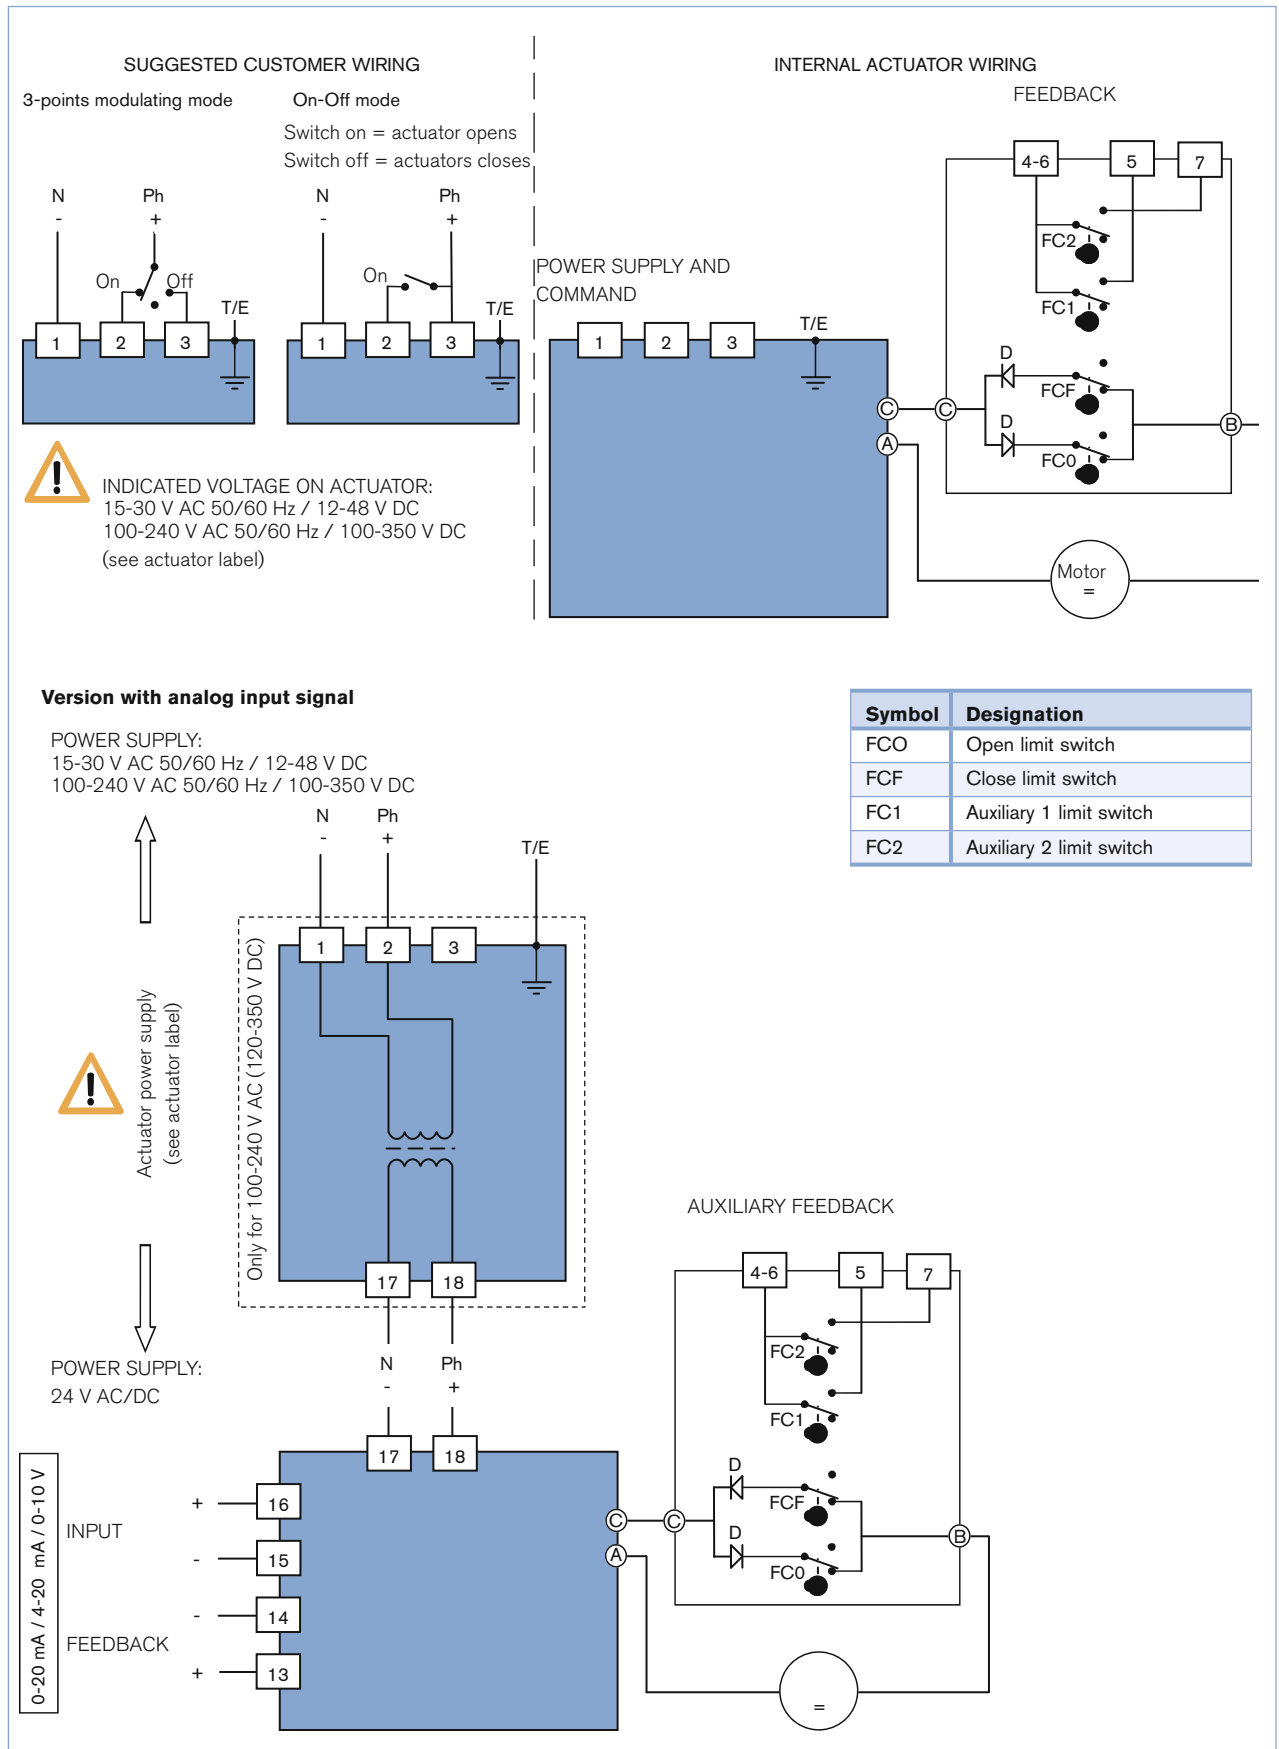 SUGGESTED CUSTOMER WIRING
3-points modulating mode
On-Off mode
Switch on = actuator opens
Switch off = actuators closes
N
-
Ph
+
On
Off
T/E
1
2
3
N
-
Ph
+
On
T/E
1
2
3
INDICATED VOLTAGE ON ACTUATOR:
15-30 V AC 50/60 Hz / 12-48 V DC
100-240 V AC 50/60 Hz / 100-350 V DC
(see actuator label)
INTERNAL ACTUATOR WIRING
FEEDBACK
POWER SUPPLY AND
COMMAND
1
2
3
T/E
C
A
4-6
5
7
FC2
FC1
D
FCF
C
D
FC0
B
Motor
=
Version with analog input signal
POWER SUPPLY:
15-30 V AC 50/60 Hz / 12-48 V DC
100-240 V AC 50/60 Hz / 100-350 V DC
Symbol Designation
FCO Open limit switch
FCF Close limit switch
FC1 Auxiliary 1 limit switch
FC2 Auxiliary 2 limit switch
N
-
Ph
+
T/E
1
2
3
Only for 100-240 V AC (120-350 V DC)
Actuator power supply
(see actuator label)
17
18
POWER SUPPLY:
24 V AC/DC
N
-
Ph
+
17
18
0-20 mA / 4-20 mA / 0-10 V
INPUT
+
16
-
15
FEEDBACK
-
14
+
13
C
A
AUXILIARY FEEDBACK
4-6
5
7
FC2
FC1
D
FCF
C
D
FC0
B
=